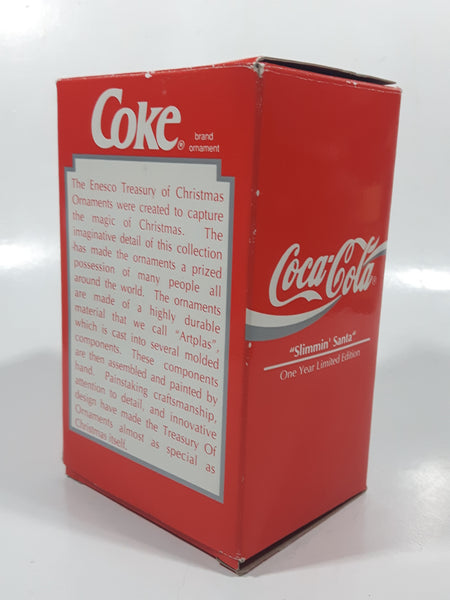 Coke®
brand
ornament
The Enesco Treasury of Christmas
Ornaments were created to capture
the magic of Christmas. The
imaginative detail of this collection
has made the ornaments a prized
possession of many people all
around the world. The ornaments
are made of a highly durable
material that we call "Artplas",
which is cast into several molded
components. These components
are then assembled and painted by
hand. Painstaking craftsmanship,
attention to detail, and innovative
design have made the Treasury Of
Ornaments almost as special as
Christmas itself.
Coca-Cola®
"Slimmin' Santa"
One Year Limited Edition